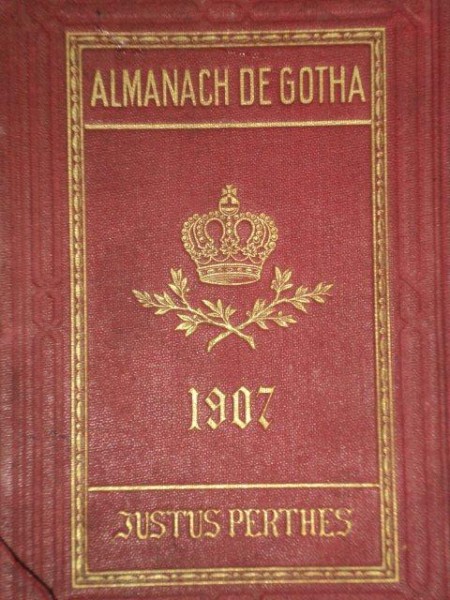 ALMANACH DE GOTHA
1907
JUSTUS PERTHES